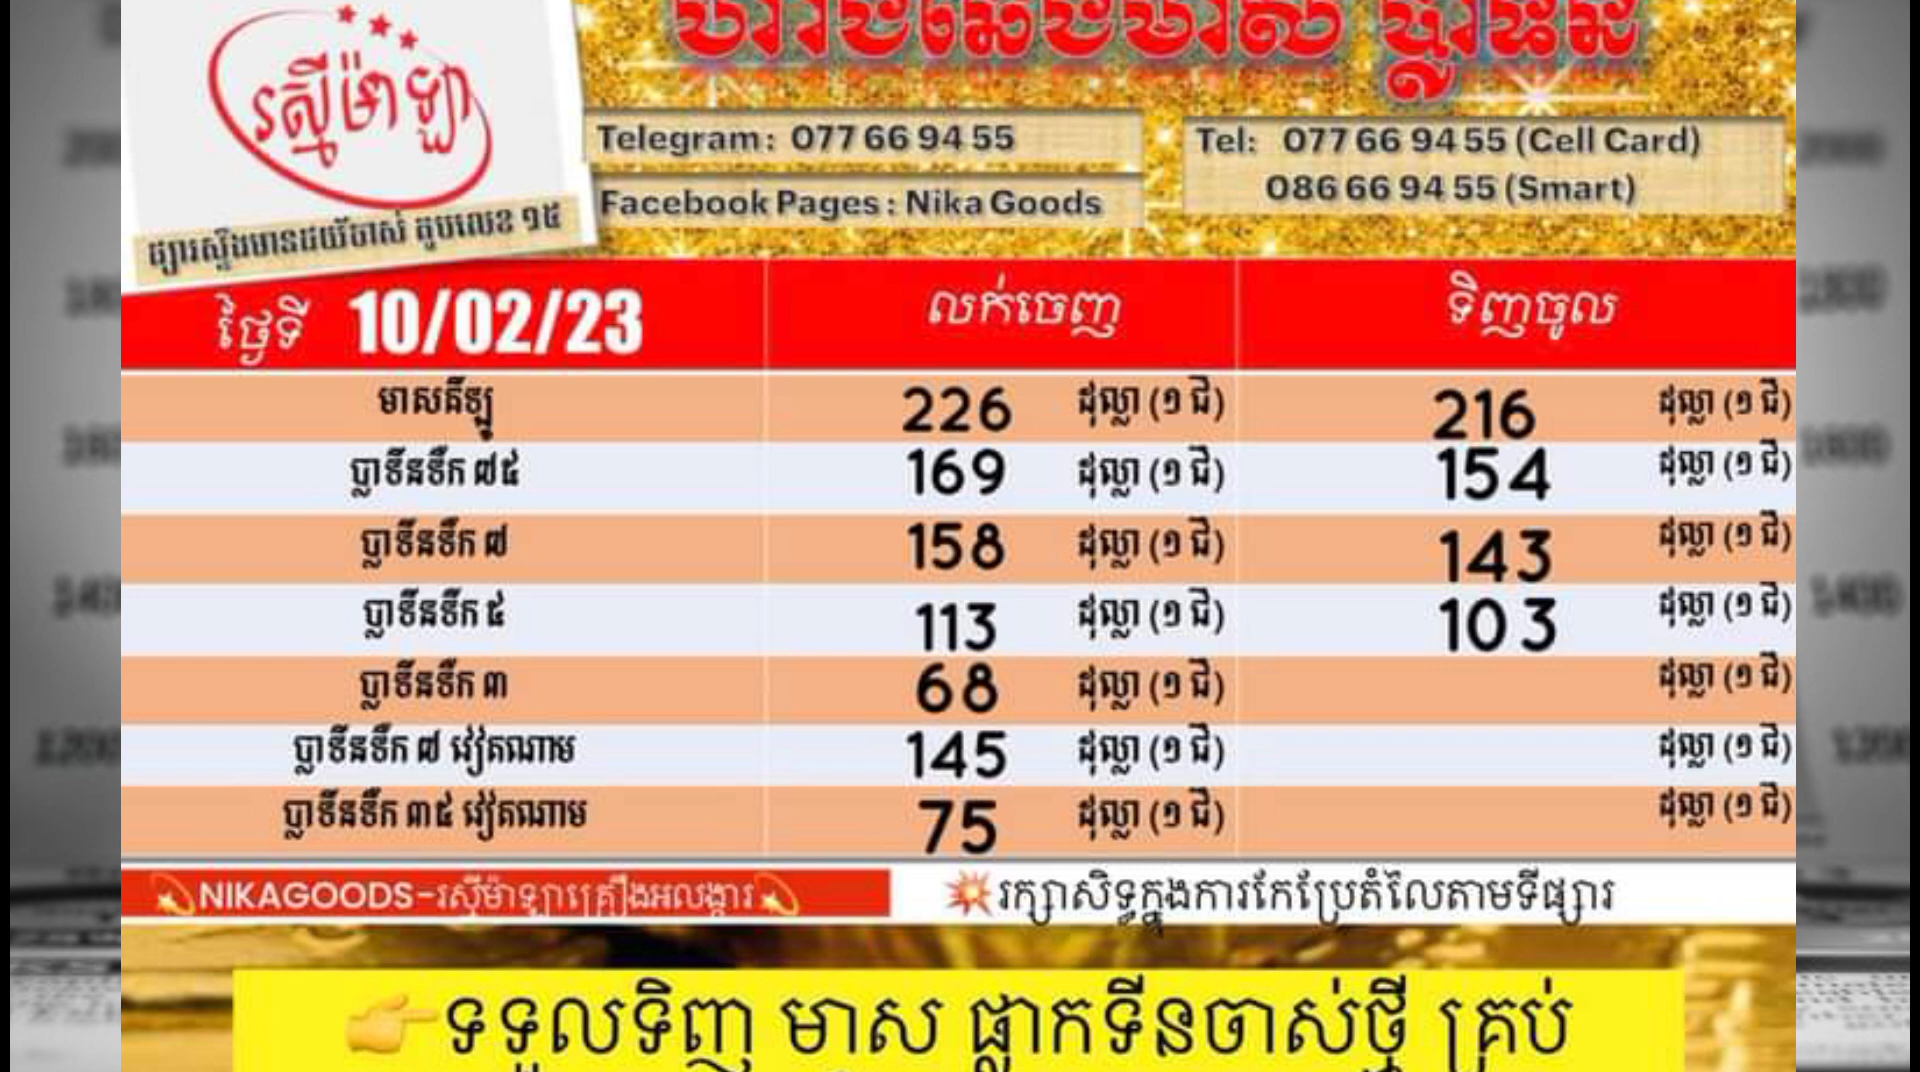 ហាងឆេងមាស ផ្លាទីន
រស្មីម៉ាឡា
Telegram: 077 66 94 55
Tel: 077 66 94 55 (Cell Card)
086 66 94 55 (Smart)
Facebook Pages : Nika Goods
ផ្សារស្ទឹងមានជយ័ចាស់ តូបលេខ ១៥
ថ្ងៃទី 10/02/23 លក់ចេញ ទិញចូល
មាសគីឡូ 226 ដុល្លា (១ ជី) 216 ដុល្លា (១ ជី)
ប្លាទីនទឹក ៧៥ 169 ដុល្លា (១ ជី) 154 ដុល្លា (១ ជី)
ប្លាទីនទឹក ៧ 158 ដុល្លា (១ ជី) 143 ដុល្លា (១ ជី)
ប្លាទីនទឹក ៥ 113 ដុល្លា (១ ជី) 103 ដុល្លា (១ ជី)
ប្លាទីនទឹក ៣ 68 ដុល្លា (១ ជី) ដុល្លា (១ ជី)
ប្លាទីនទឹក ៧ វៀតណាម 145 ដុល្លា (១ ជី) ដុល្លា (១ ជី)
ប្លាទីនទឹក ៣៥ វៀតណាម 75 ដុល្លា (១ ជី) ដុល្លា (១ ជី)
NIKAGOODS-រស្មីម៉ាឡាគ្រឿងអលង្ការ
រក្សាសិទ្ធក្នុងការកែប្រែតំលៃតាមទីផ្សារ
ទទួលទិញ មាស ផ្លាកទីនចាស់ថ្មី គ្រប់